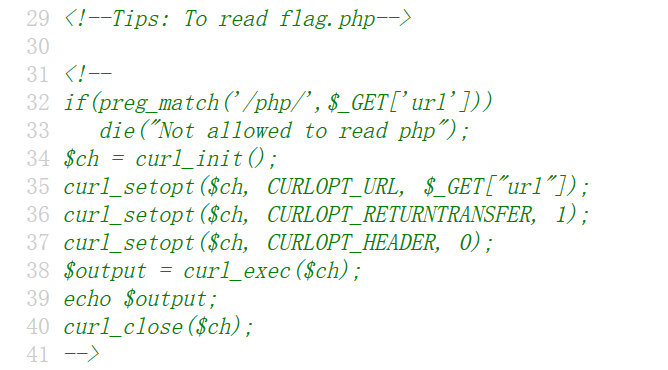 29 <!--Tips: To read flag.php-->
30
31 <!--
32 if(preg_match('/php/',$_GET['url']))
33    die("Not allowed to read php");
34 $ch = curl_init();
35 curl_setopt($ch, CURLOPT_URL, $_GET["url"]);
36 curl_setopt($ch, CURLOPT_RETURNTRANSFER, 1);
37 curl_setopt($ch, CURLOPT_HEADER, 0);
38 $output = curl_exec($ch);
39 echo $output;
40 curl_close($ch);
41 -->